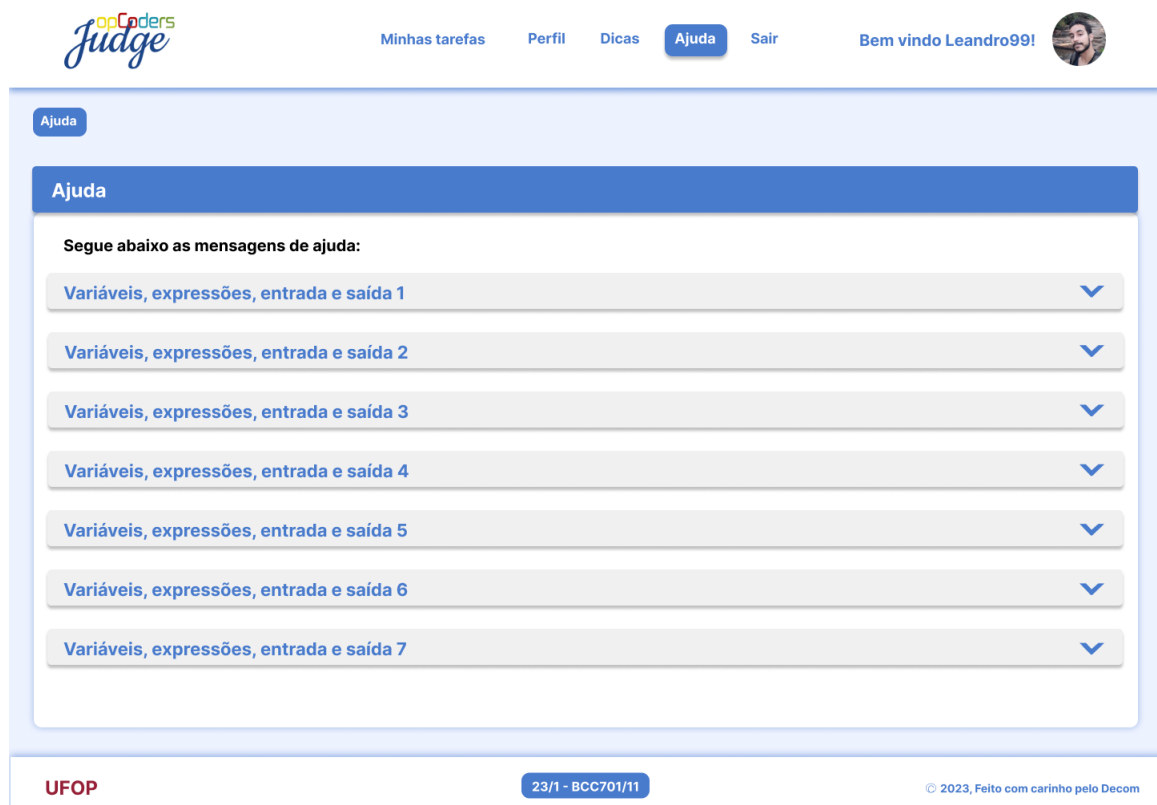 opCoders
Judge
Minhas tarefas
Perfil
Dicas
Ajuda
Sair
Bem vindo Leandro99!
Ajuda
Ajuda
Segue abaixo as mensagens de ajuda:
Variáveis, expressões, entrada e saída 1
Variáveis, expressões, entrada e saída 2
Variáveis, expressões, entrada e saída 3
Variáveis, expressões, entrada e saída 4
Variáveis, expressões, entrada e saída 5
Variáveis, expressões, entrada e saída 6
Variáveis, expressões, entrada e saída 7
UFOP
23/1 - BCC701/11
© 2023, Feito com carinho pelo Decom